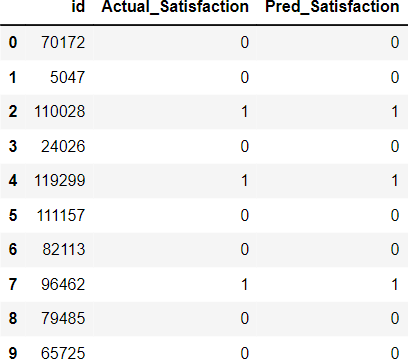 id Actual_Satisfaction Pred_Satisfaction
0 70172 0 0
1 5047 0 0
2 110028 1 1
3 24026 0 0
4 119299 1 1
5 111157 0 0
6 82113 0 0
7 96462 1 1
8 79485 0 0
9 65725 0 0